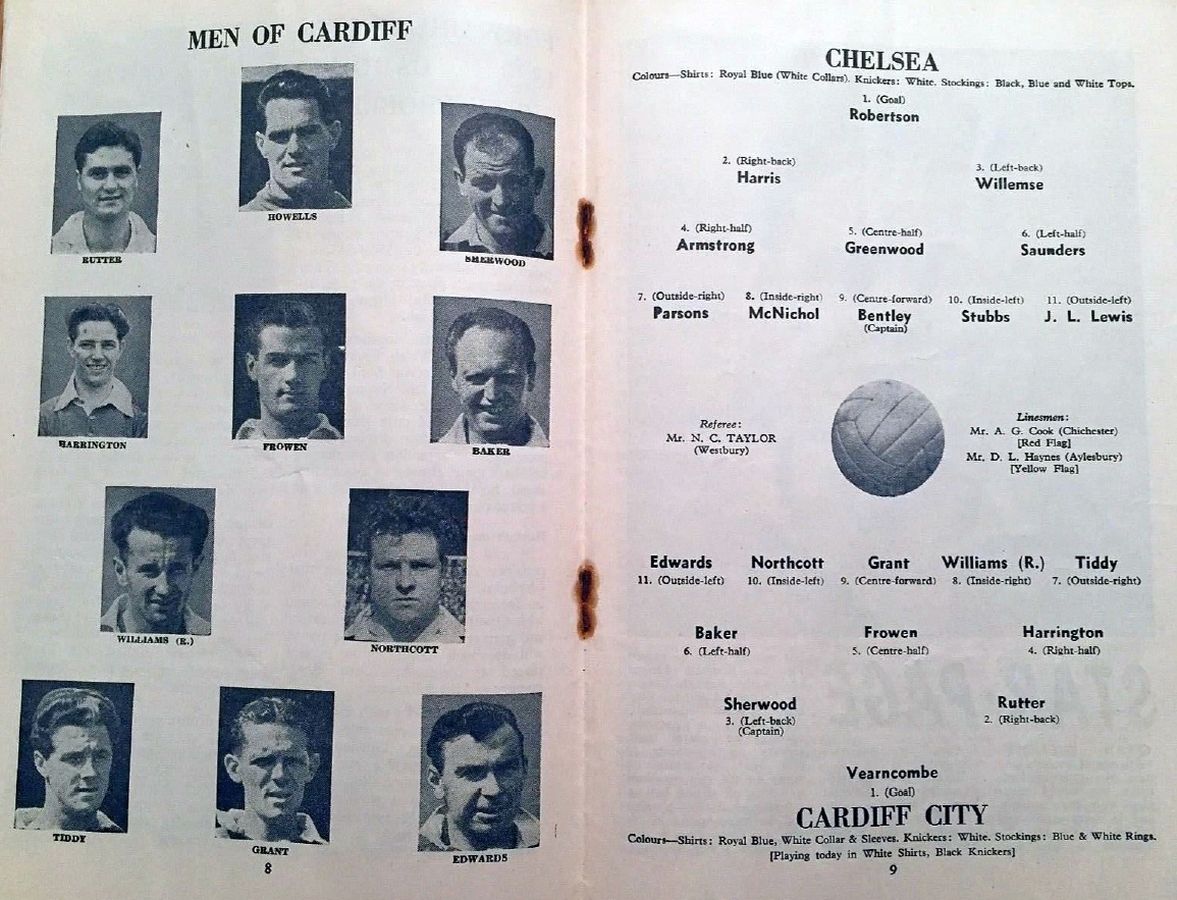 MEN OF CARDIFF
RUTTER
HOWELLS
SHERWOOD
HARRINGTON
FROWEN
BAKER
WILLIAMS (R.)
NORTHCOTT
TIDDY
GRANT
EDWARDS
8
CHELSEA
Colours—Shirts: Royal Blue (White Collars). Knickers: White. Stockings: Black, Blue and White Tops.
1. (Goal)
Robertson
2. (Right-back) 3. (Left-back)
Harris Willemse
4. (Right-half) 5. (Centre-half) 6. (Left-half)
Armstrong Greenwood Saunders
7. (Outside-right) 8. (Inside-right) 9. (Centre-forward) 10. (Inside-left) 11. (Outside-left)
Parsons McNichol Bentley Stubbs J. L. Lewis
(Captain)
Referee:
Mr. N. C. TAYLOR
(Westbury)
Linesmen:
Mr. A. G. Cook (Chichester)
[Red Flag]
Mr. D. L. Haynes (Aylesbury)
[Yellow Flag]
Edwards Northcott Grant Williams (R.) Tiddy
11. (Outside-left) 10. (Inside-left) 9. (Centre-forward) 8. (Inside-right) 7. (Outside-right)
Baker Frowen Harrington
6. (Left-half) 5. (Centre-half) 4. (Right-half)
Sherwood Rutter
3. (Left-back) 2. (Right-back)
(Captain)
Vearncombe
1. (Goal)
CARDIFF CITY
Colours—Shirts: Royal Blue, White Collar & Sleeves. Knickers: White. Stockings: Blue & White Rings.
[Playing today in White Shirts, Black Knickers]
9